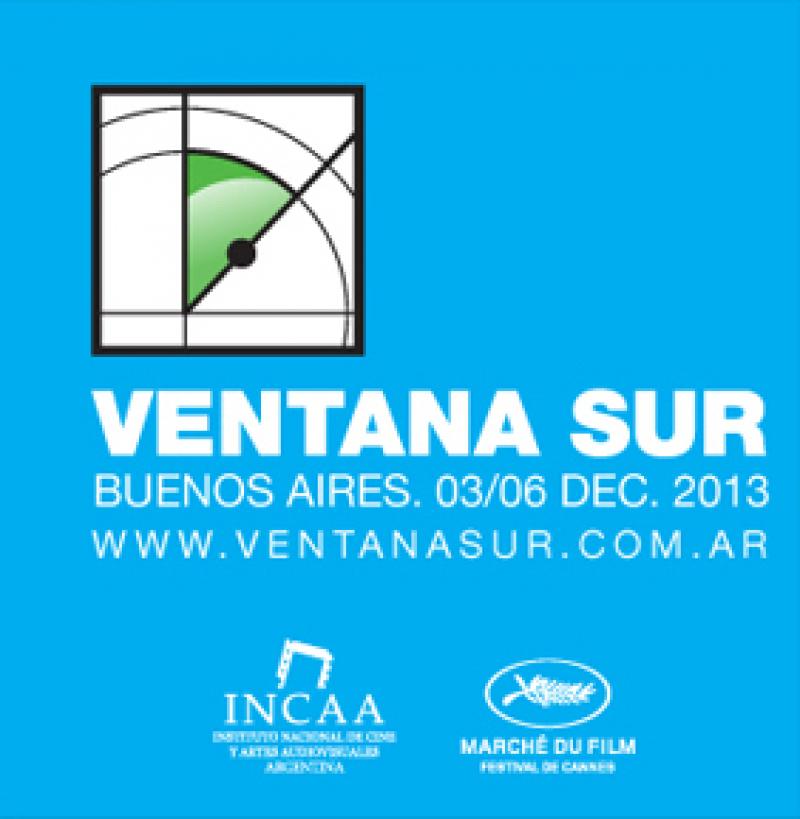 VENTANA SUR
BUENOS AIRES. 03/06 DEC. 2013
WWW.VENTANASUR.COM.AR
INCAA
INSTITUTO NACIONAL DE CINE
Y ARTES AUDIOVISUALES
ARGENTINA
MARCHÉ DU FILM
FESTIVAL DE CANNES